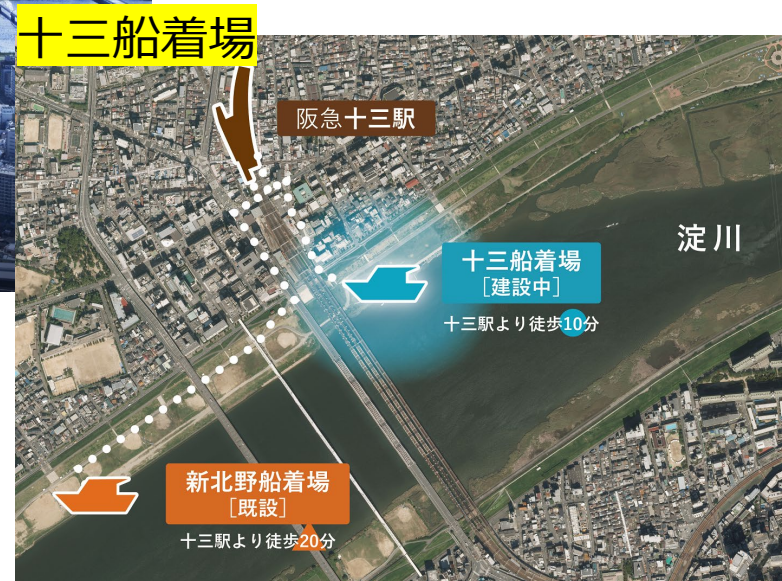 十三船着場
阪急十三駅
淀川
十三船着場
[建設中]
十三駅より徒歩10分
新北野船着場
[既設]
十三駅より徒歩20分